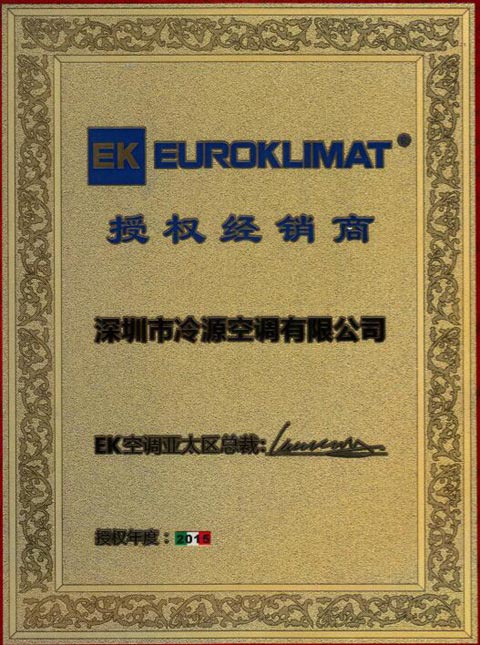 EK EUROKLIMAT®
授权经销商
深圳市冷源空调有限公司
EK空调亚太区总裁:
授权年度：2015